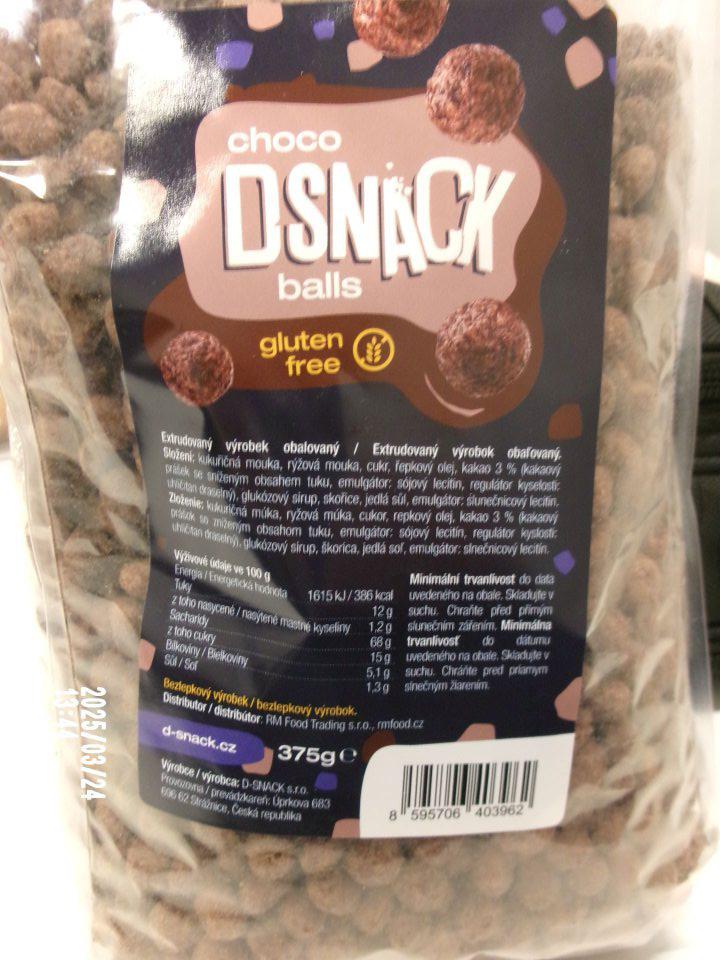 choco
DSNACK
balls
gluten
free
Extrudovaný výrobek obalovaný / Extrudovaný výrobok obaľovaný.
Složení: kukuřičná mouka, rýžová mouka, cukr, řepkový olej, kakao 3 % (kakaový
prášek se sníženým obsahem tuku, emulgátor: sójový lecitin, regulátor kyselosti:
uhličitan draselný), glukózový sirup, skořice, jedlá sůl, emulgátor: slunečnicový lecitin.
Zloženie: kukuričná múka, ryžová múka, cukor, repkový olej, kakao 3 % (kakaový
prášok so zníženým obsahom tuku, emulgátor: sójový lecitín, regulátor kyslosti:
uhličitan draselný), glukózový sirup, škorica, jedlá soľ, emulgátor: slnečnicový lecitín.
Výživové údaje ve 100 g
Energia / Energetická hodnota 1615 kJ / 386 kcal
Tuky 12 g
z toho nasycené / nasýtené mastné kyseliny 1,2 g
Sacharidy 68 g
z toho cukry 15 g
Bílkoviny / Bielkoviny 5,1 g
Sůl / Soľ 1,3 g
Minimální trvanlivost do data
uvedeného na obale. Skladujte v
suchu. Chraňte před přímým
slunečním zářením. Minimálna
trvanlivosť do dátumu
uvedeného na obale. Skladujte v
suchu. Chráňte pred priamym
slnečným žiarením.
Bezlepkový výrobek / bezlepkový výrobok.
Distributor / distribútor: RM Food Trading s.r.o., rmfood.cz
d-snack.cz
375g e
Výrobce / výrobca: D-SNACK s.r.o.
Provozovna / prevádzkareň: Úprkova 683
696 62 Strážnice, Česká republika
8 595706 403962
2025/03/24
13:44